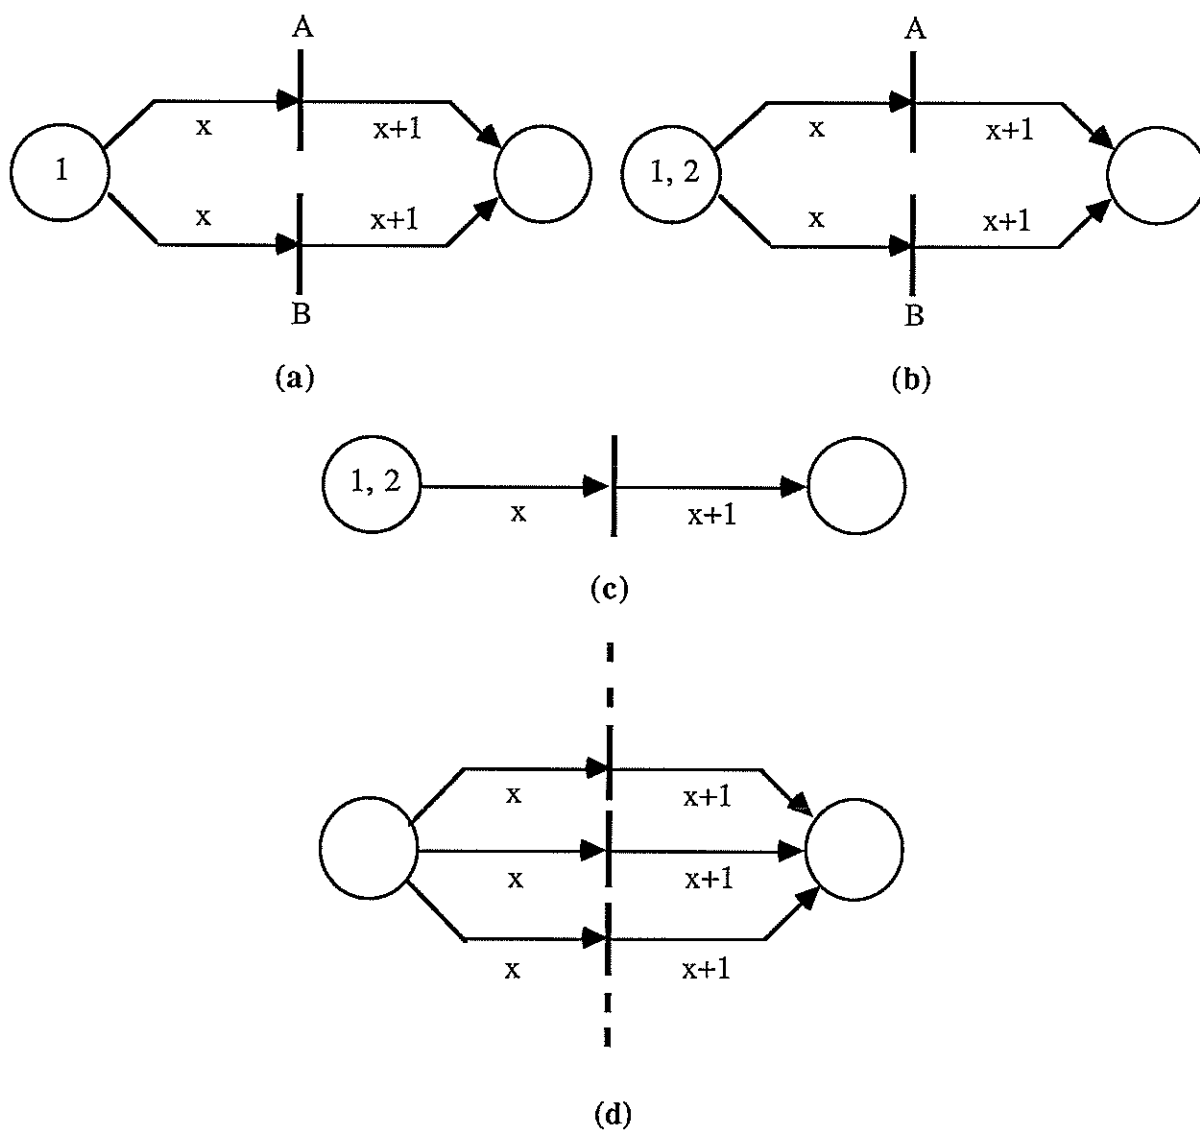 A A
x x+1 x x+1
1 1, 2
x x+1 x x+1
B B
(a) (b)
1, 2
x x+1
(c)
x x+1
x x+1
x x+1
(d)